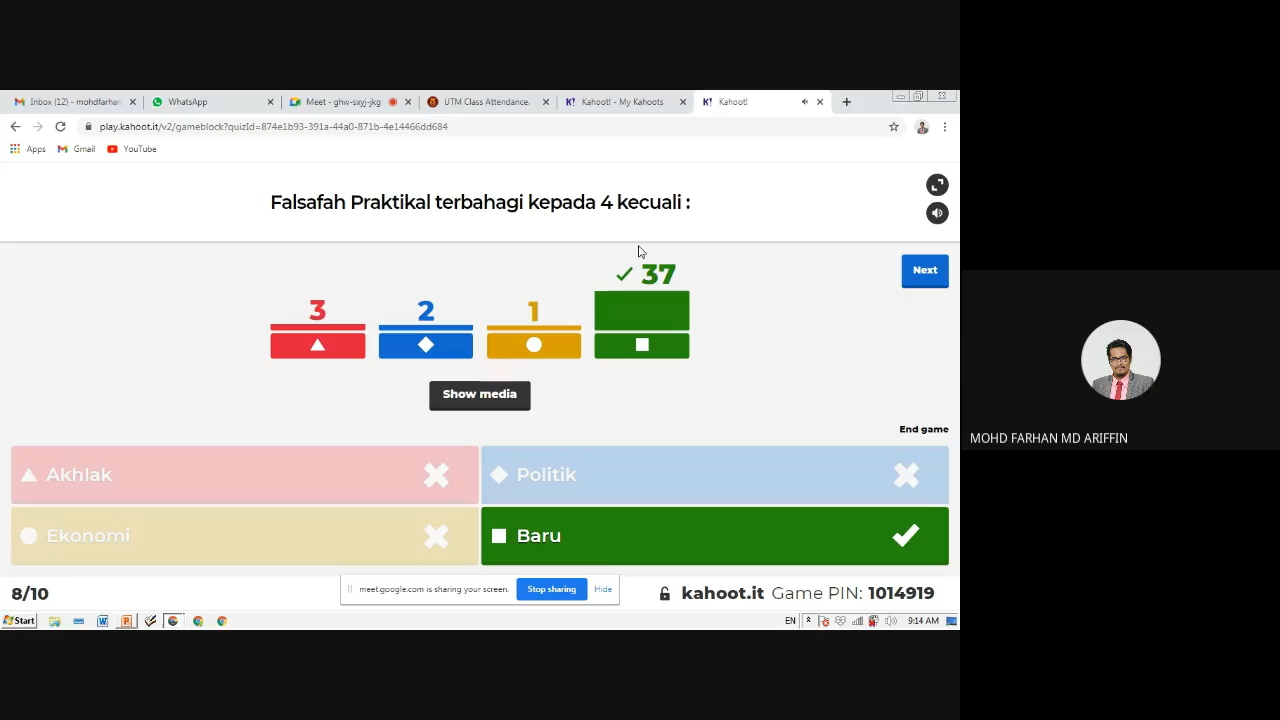 Inbox (12) - mohdfarhan
WhatsApp
Meet - ghw-sxyj-jkg
UTM Class Attendance.
Kahoot! - My Kahoots
Kahoot!
play.kahoot.it/v2/gameblock?quizId=874e1b93-391a-44a0-871b-4e14466dd684
Apps
Gmail
YouTube
Falsafah Praktikal terbahagi kepada 4 kecuali :
Next
3
2
1
37
Show media
End game
Akhlak
Politik
Ekonomi
Baru
8/10
meet.google.com is sharing your screen.
Stop sharing
Hide
kahoot.it Game PIN: 1014919
Start
EN
9:14 AM
MOHD FARHAN MD ARIFFIN